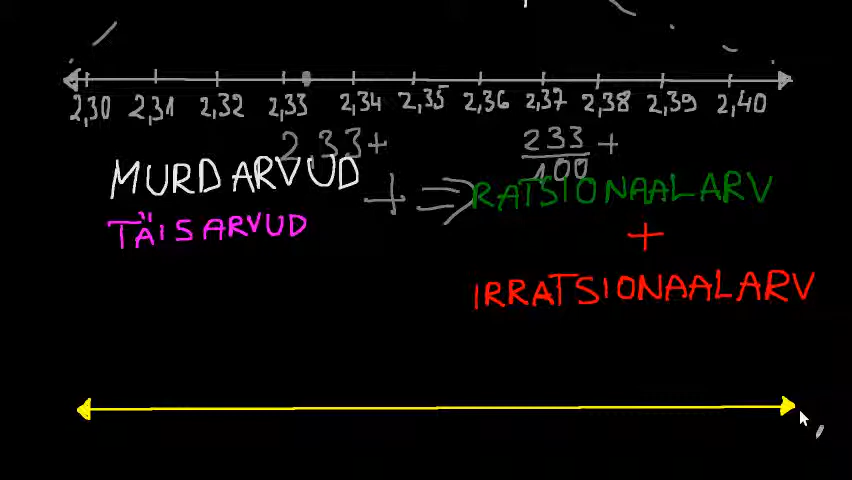 2,30 2,31 2,32 2,33 2,34 2,35 2,36 2,37 2,38 2,39 2,40
2 33+ 233/100 +
MURDARVUD + ⇒ RATSIONAALARV
TÄISARVUD +
IRRATSIONAALARV